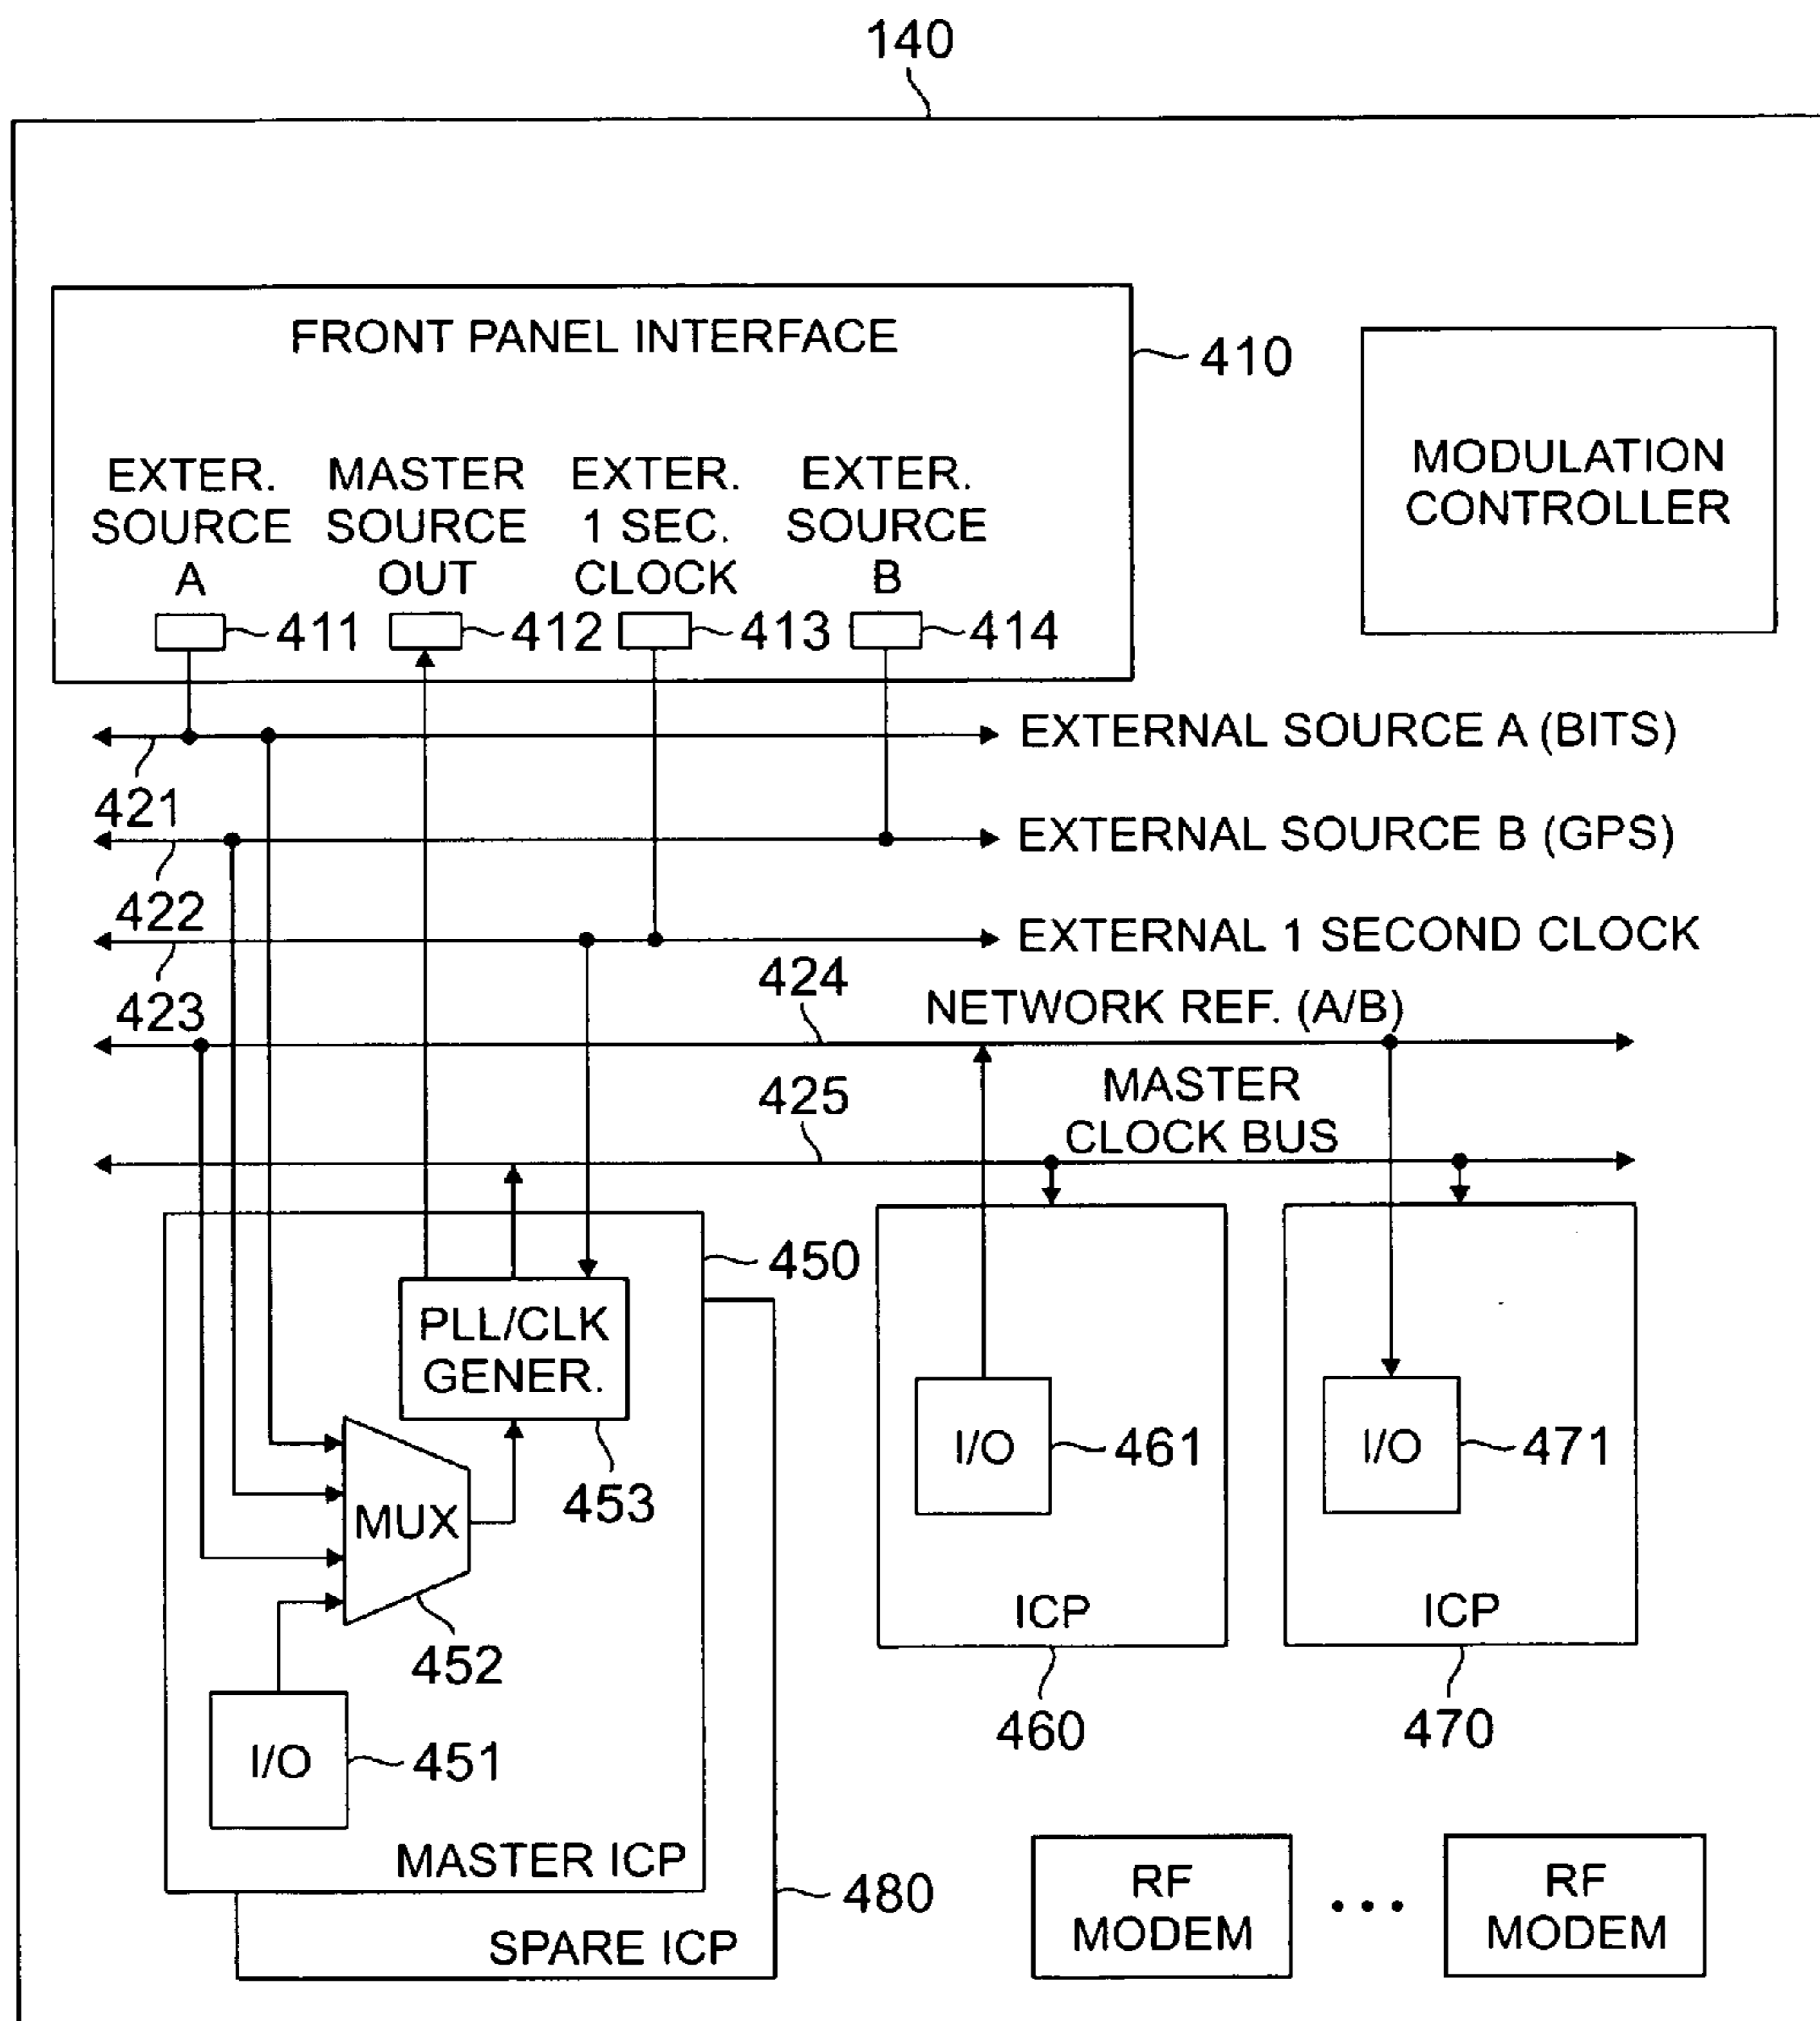 140
FRONT PANEL INTERFACE
410
EXTER.
SOURCE
A
MASTER
SOURCE
OUT
EXTER.
1 SEC.
CLOCK
EXTER.
SOURCE
B
411
412
413
414
MODULATION
CONTROLLER
EXTERNAL SOURCE A (BITS)
421
EXTERNAL SOURCE B (GPS)
422
EXTERNAL 1 SECOND CLOCK
423
424
NETWORK REF. (A/B)
425
MASTER
CLOCK BUS
450
PLL/CLK
GENER.
453
MUX
452
I/O
451
MASTER ICP
480
SPARE ICP
I/O
461
ICP
460
I/O
471
ICP
470
RF
MODEM
•••
RF
MODEM